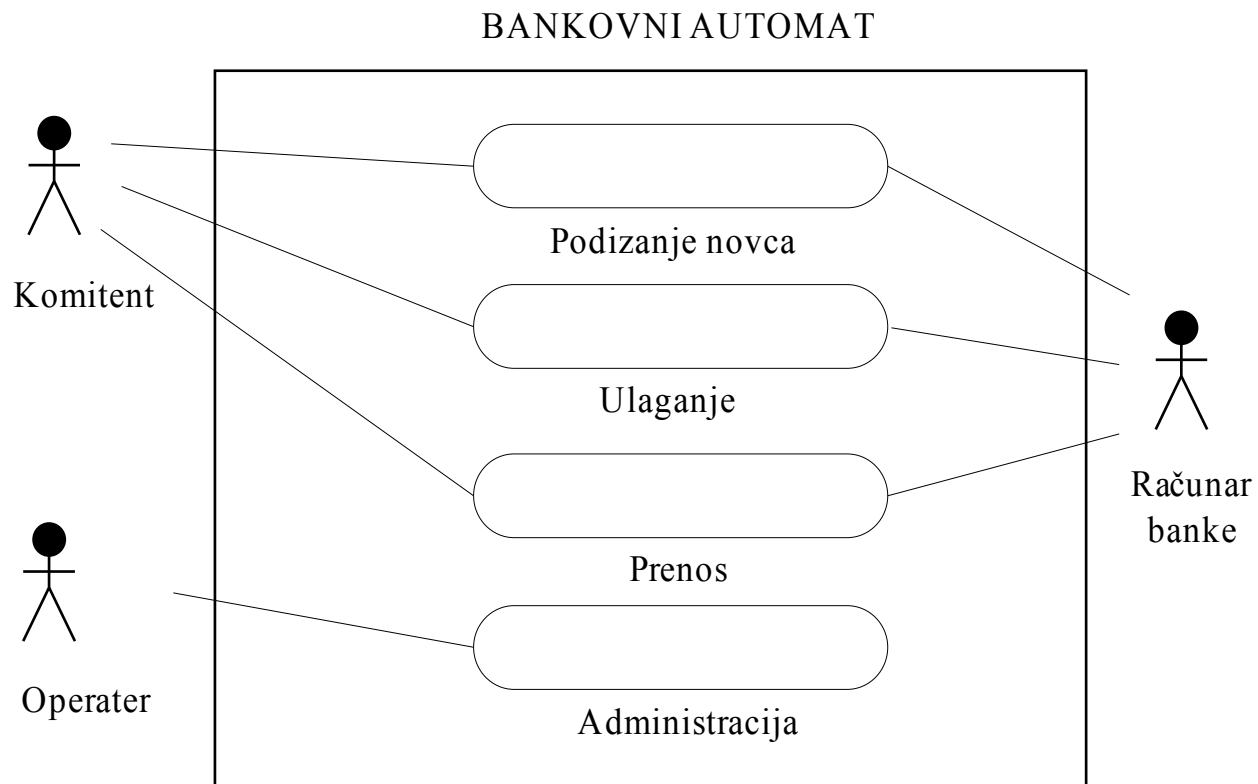 BANKOVNI AUTOMAT
Komitent
Podizanje novca
Ulaganje
Računar
banke
Prenos
Operater
Administracija